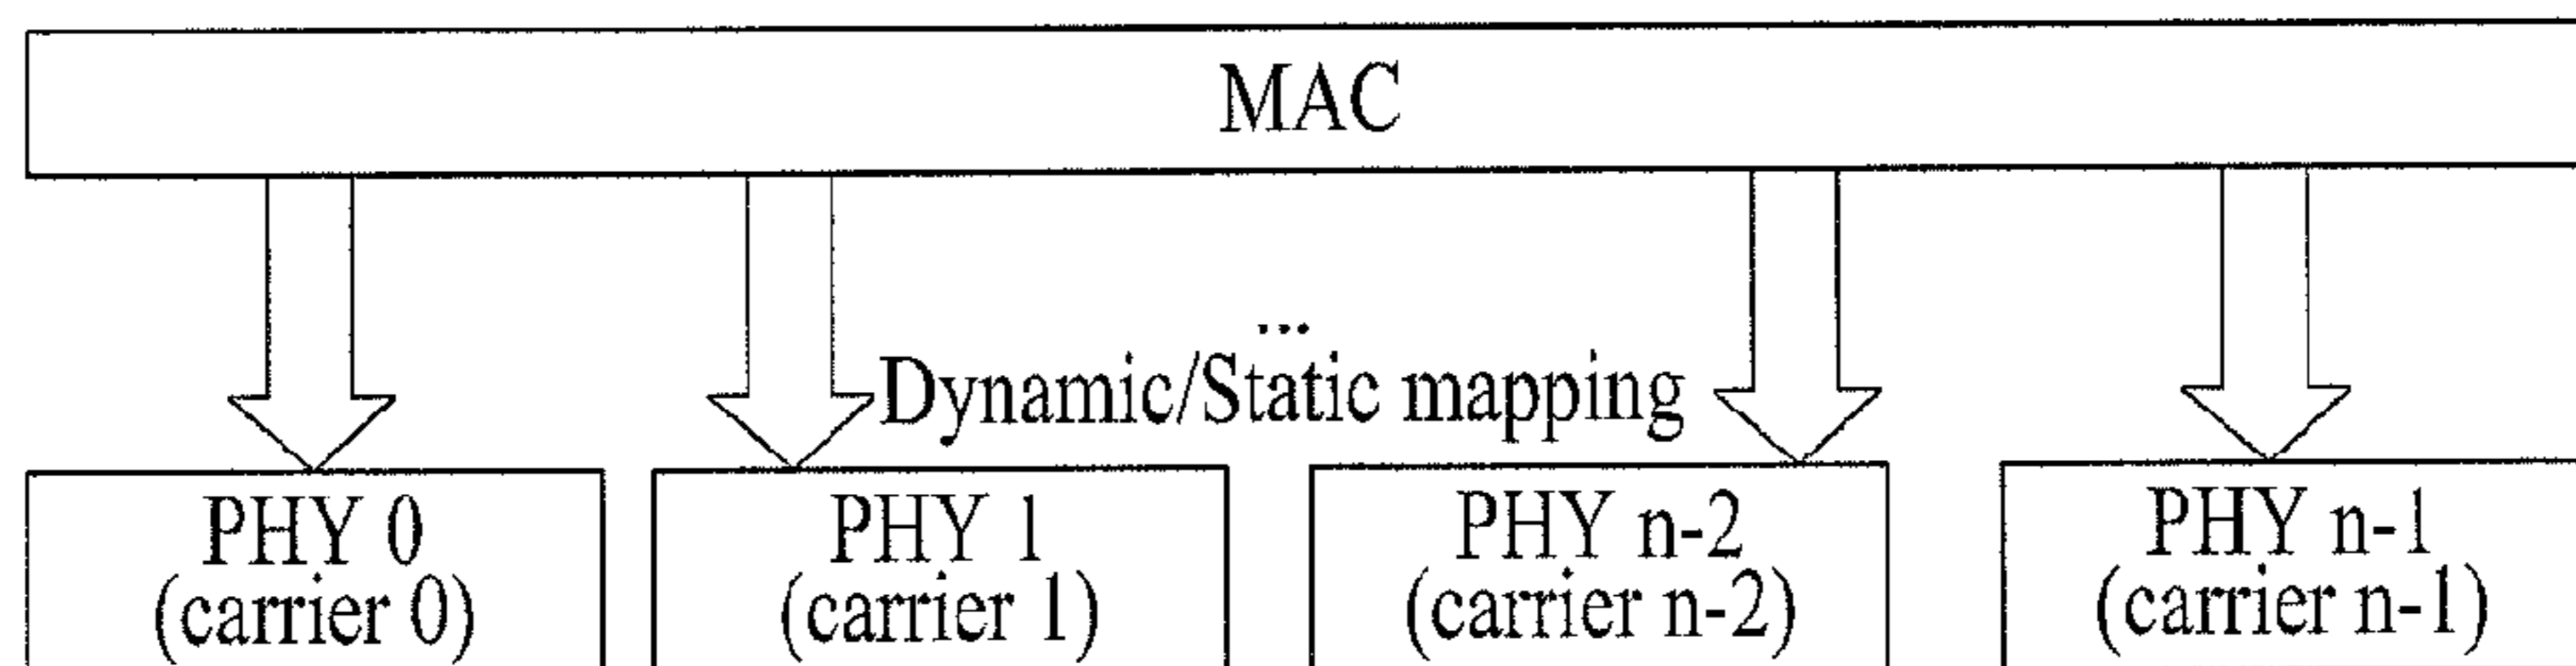 MAC
...
Dynamic/Static mapping
PHY 0
(carrier 0)
PHY 1
(carrier 1)
PHY n-2
(carrier n-2)
PHY n-1
(carrier n-1)